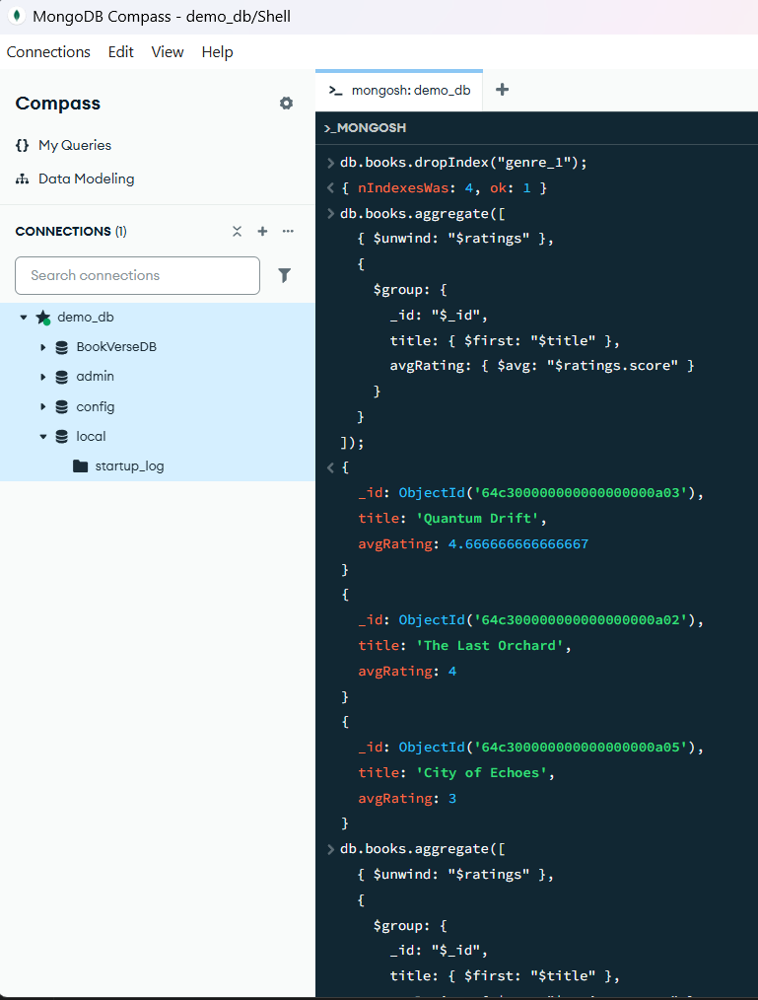 MongoDB Compass - demo_db/Shell
Connections Edit View Help
Compass
{} My Queries
Data Modeling
CONNECTIONS (1)
Search connections
demo_db
BookVerseDB
admin
config
local
startup_log
>_ mongosh: demo_db
>_MONGOSH
> db.books.dropIndex("genre_1");
< { nIndexesWas: 4, ok: 1 }
> db.books.aggregate([
{ $unwind: "$ratings" },
{
$group: {
_id: "$_id",
title: { $first: "$title" },
avgRating: { $avg: "$ratings.score" }
}
}
]);
< {
_id: ObjectId('64c300000000000000000a03'),
title: 'Quantum Drift',
avgRating: 4.666666666666667
}
{
_id: ObjectId('64c300000000000000000a02'),
title: 'The Last Orchard',
avgRating: 4
}
{
_id: ObjectId('64c300000000000000000a05'),
title: 'City of Echoes',
avgRating: 3
}
> db.books.aggregate([
{ $unwind: "$ratings" },
{
$group: {
_id: "$_id",
title: { $first: "$title" },